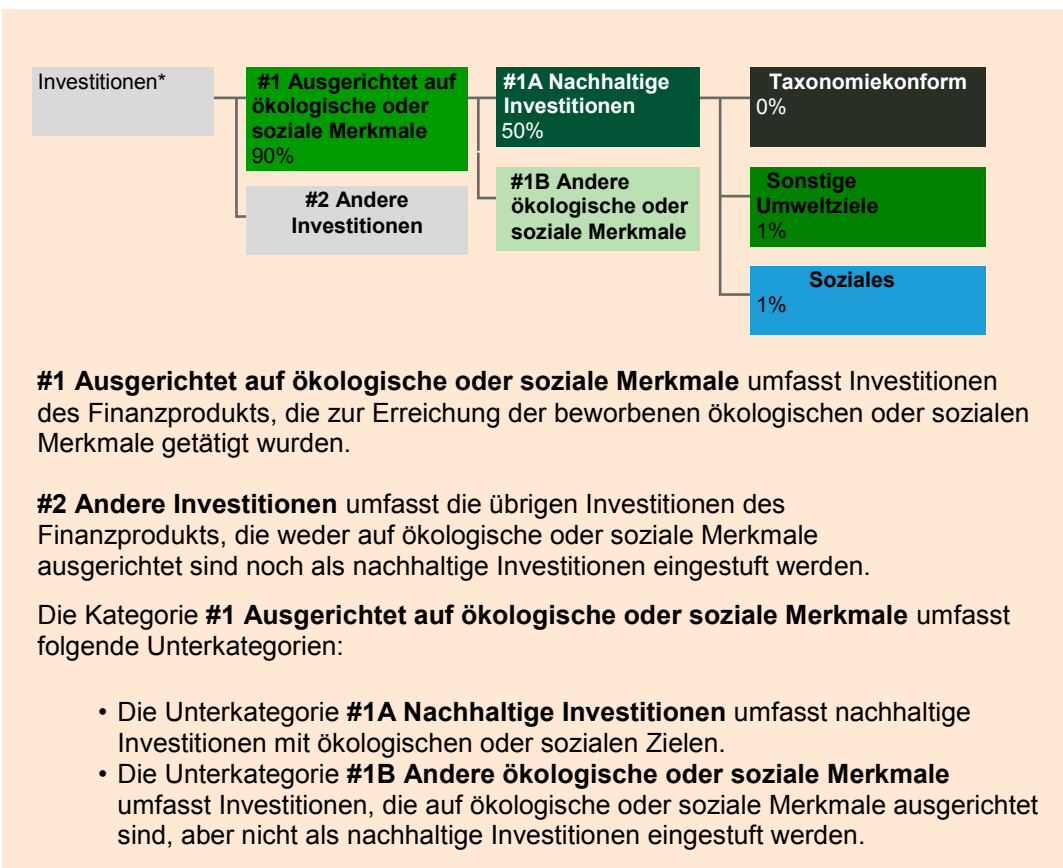 Investitionen*
#1 Ausgerichtet auf
ökologische oder
soziale Merkmale
90%
#2 Andere
Investitionen
#1A Nachhaltige
Investitionen
50%
#1B Andere
ökologische oder
soziale Merkmale
Taxonomiekonform
0%
Sonstige
Umweltziele
1%
Soziales
1%
#1 Ausgerichtet auf ökologische oder soziale Merkmale umfasst Investitionen
des Finanzprodukts, die zur Erreichung der beworbenen ökologischen oder sozialen
Merkmale getätigt wurden.
#2 Andere Investitionen umfasst die übrigen Investitionen des
Finanzprodukts, die weder auf ökologische oder soziale Merkmale
ausgerichtet sind noch als nachhaltige Investitionen eingestuft werden.
Die Kategorie #1 Ausgerichtet auf ökologische oder soziale Merkmale umfasst
folgende Unterkategorien:
• Die Unterkategorie #1A Nachhaltige Investitionen umfasst nachhaltige
Investitionen mit ökologischen oder sozialen Zielen.
• Die Unterkategorie #1B Andere ökologische oder soziale Merkmale
umfasst Investitionen, die auf ökologische oder soziale Merkmale ausgerichtet
sind, aber nicht als nachhaltige Investitionen eingestuft werden.